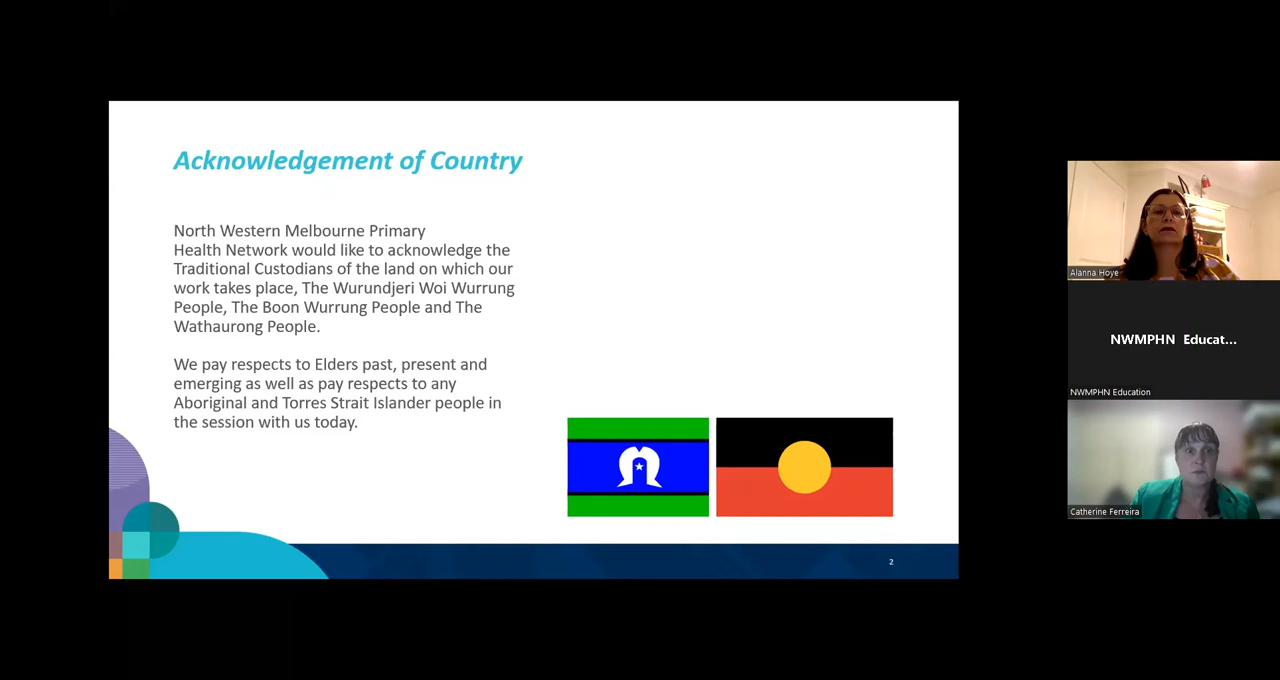 Acknowledgement of Country
North Western Melbourne Primary
Health Network would like to acknowledge the
Traditional Custodians of the land on which our
work takes place, The Wurundjeri Woi Wurrung
People, The Boon Wurrung People and The
Wathaurong People.
We pay respects to Elders past, present and
emerging as well as pay respects to any
Aboriginal and Torres Strait Islander people in
the session with us today.
2
Alanna Hoye
NWMPHN Educat...
NWMPHN Education
Catherine Ferreira